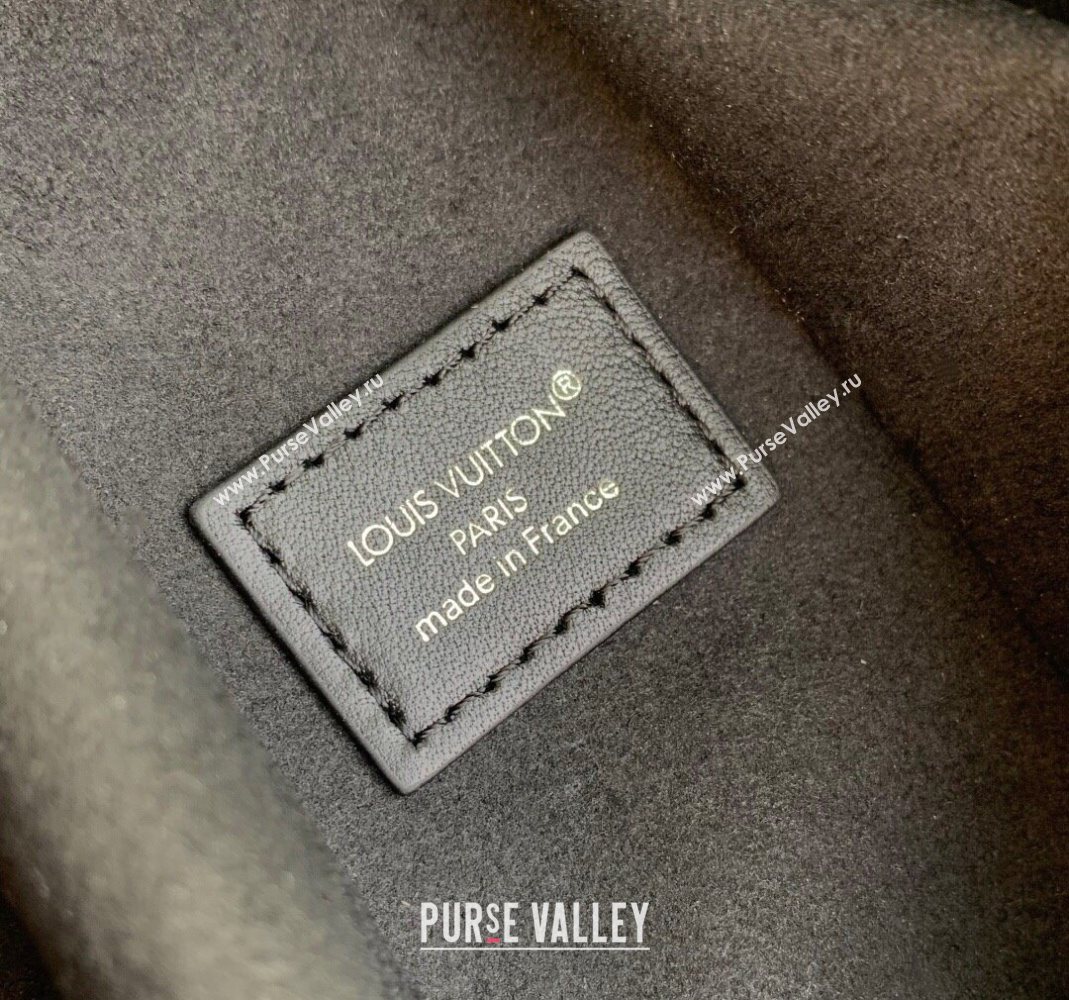 LOUIS VUITTON®
PARIS
made in France
www.PurseValley.ru
www.PurseValley.ru
PURSE VALLEY